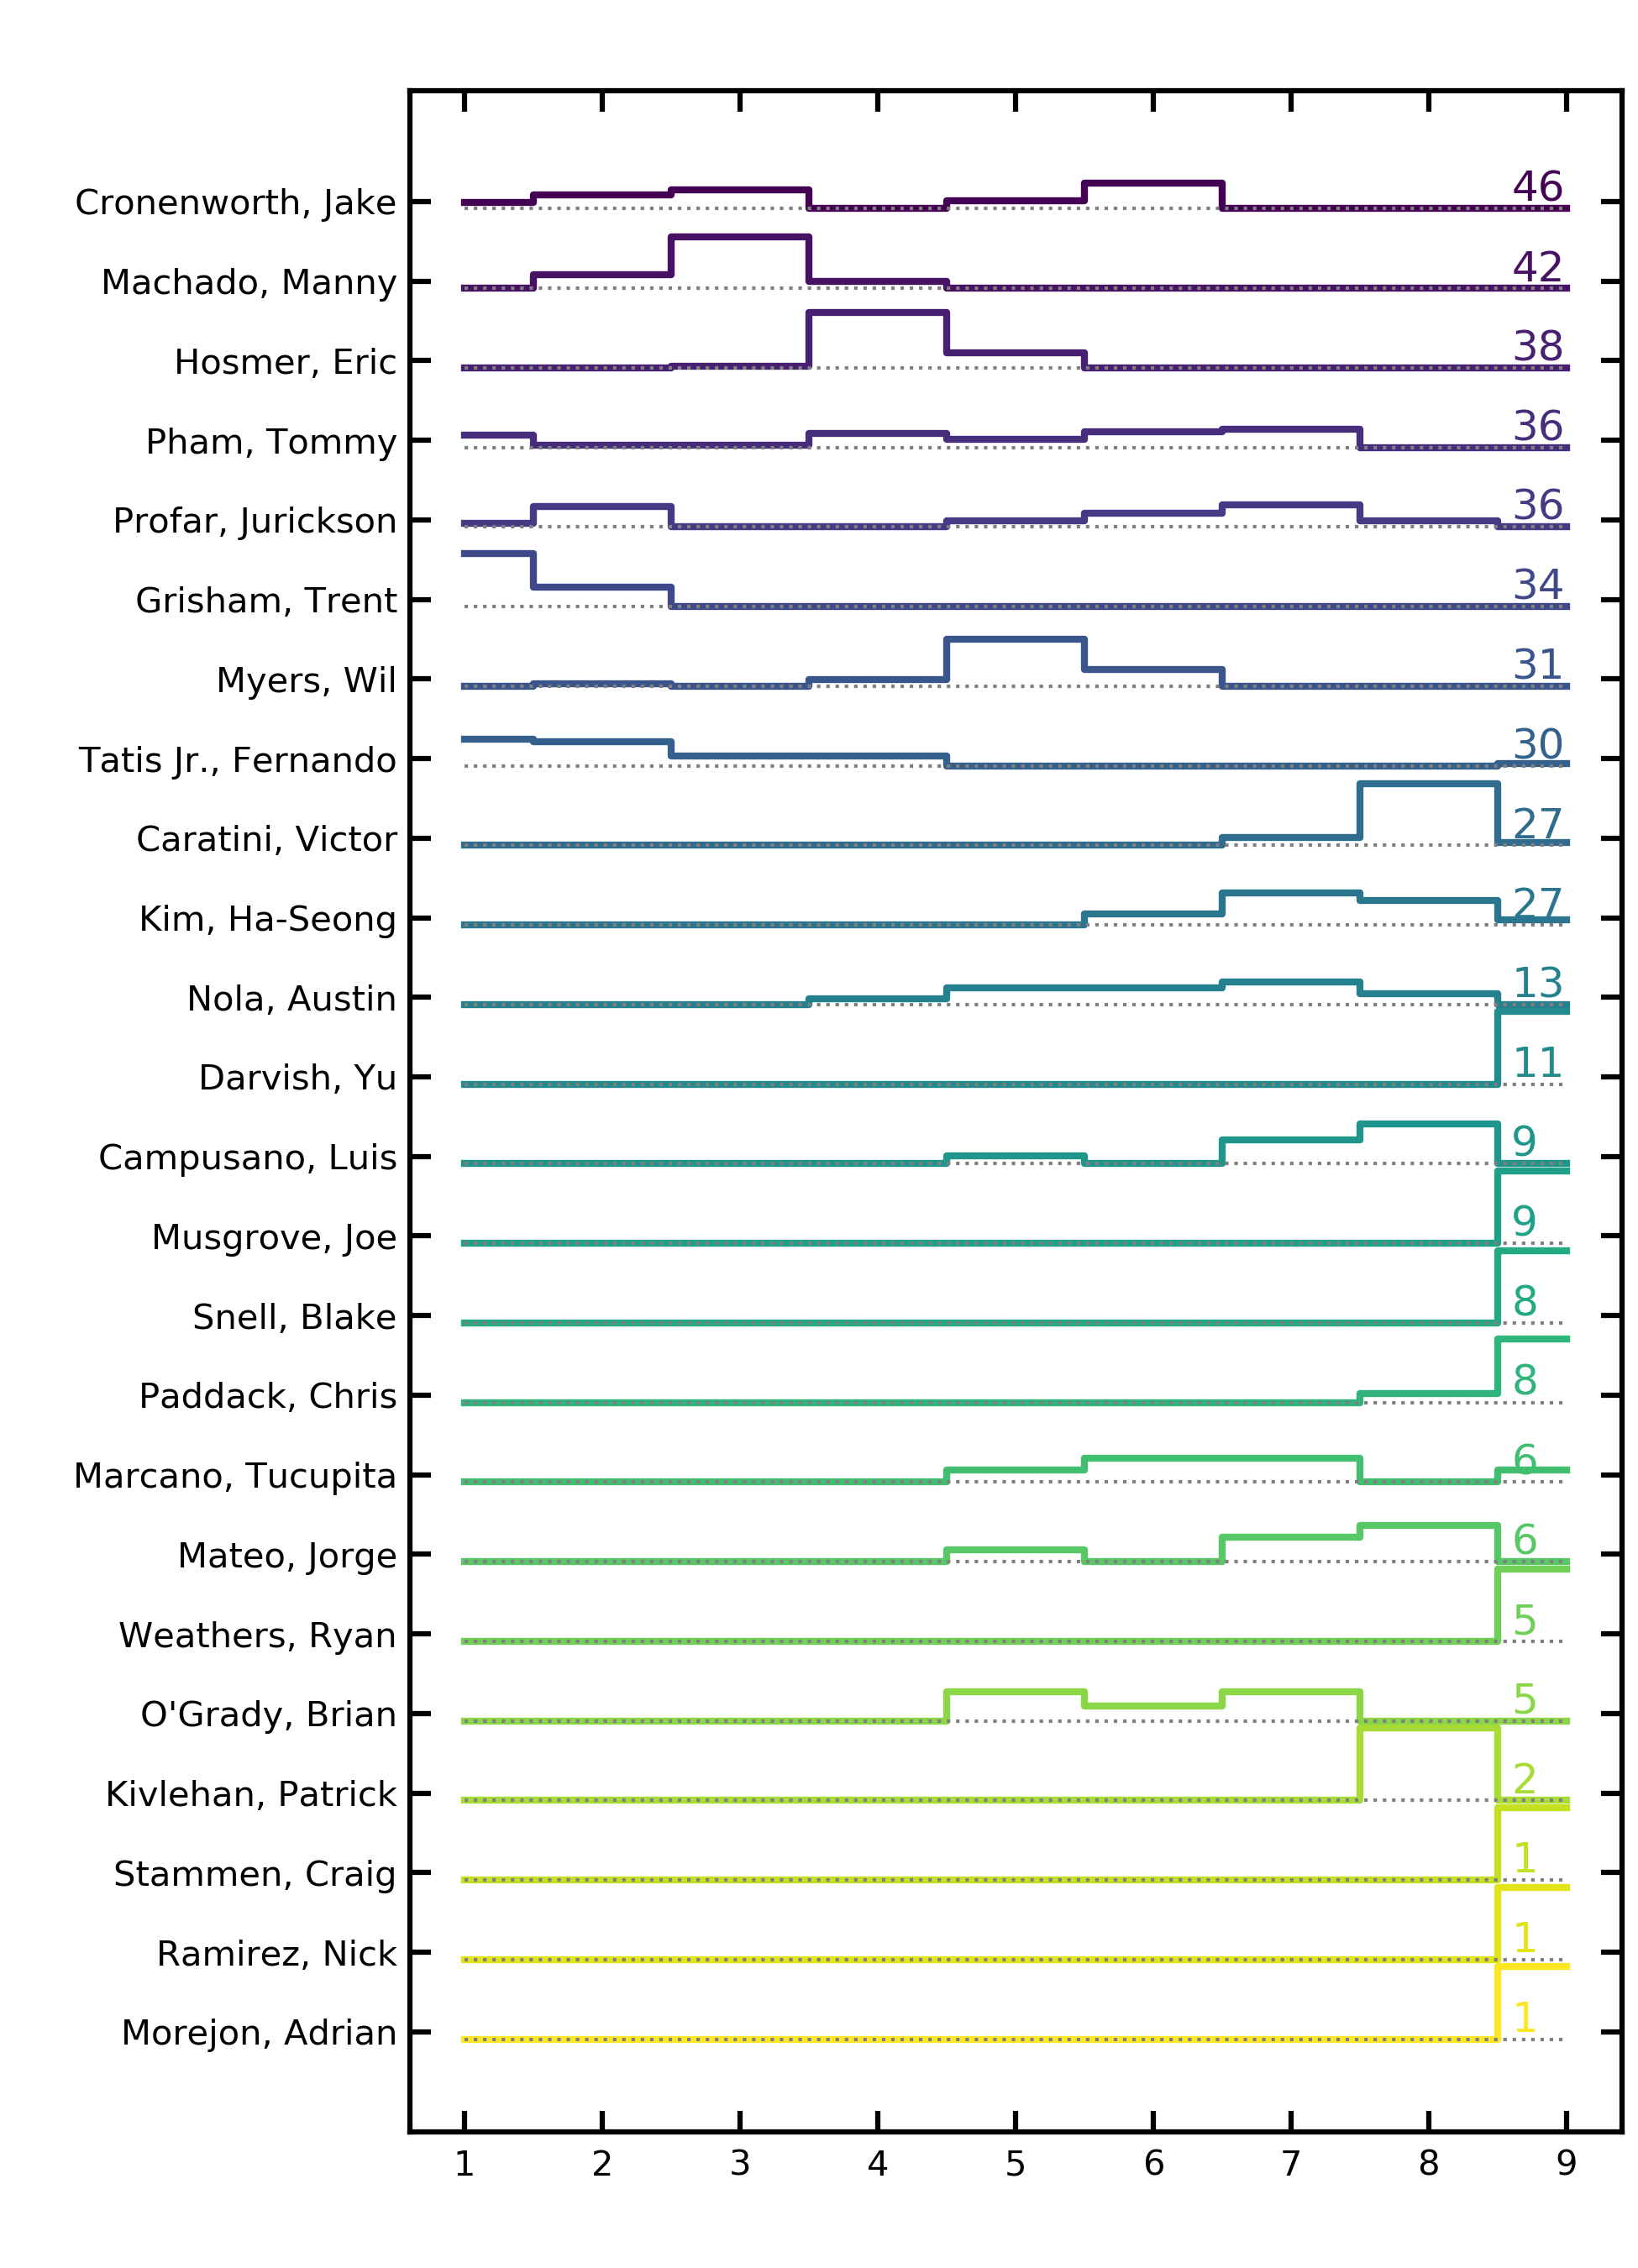 Cronenworth, Jake 46
Machado, Manny 42
Hosmer, Eric 38
Pham, Tommy 36
Profar, Jurickson 36
Grisham, Trent 34
Myers, Wil 31
Tatis Jr., Fernando 30
Caratini, Victor 27
Kim, Ha-Seong 27
Nola, Austin 13
Darvish, Yu 11
Campusano, Luis 9
Musgrove, Joe 9
Snell, Blake 8
Paddack, Chris 8
Marcano, Tucupita 6
Mateo, Jorge 6
Weathers, Ryan 5
O'Grady, Brian 5
Kivlehan, Patrick 2
Stammen, Craig 1
Ramirez, Nick 1
Morejon, Adrian 1
1 2 3 4 5 6 7 8 9